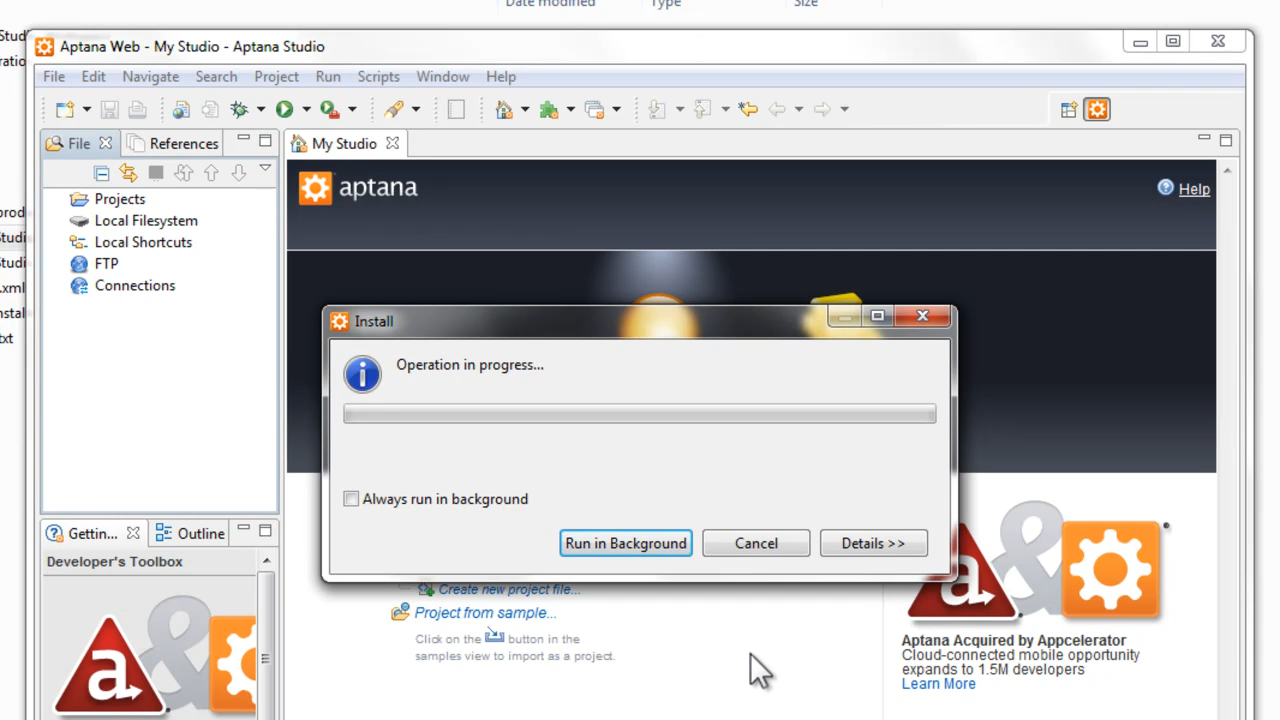 Date modified Type Size
Aptana Web - My Studio - Aptana Studio
File Edit Navigate Search Project Run Scripts Window Help
File References
My Studio
aptana
Help
Projects
Local Filesystem
Local Shortcuts
FTP
Connections
Install
Operation in progress...
Always run in background
Run in Background Cancel Details >>
Gettin... Outline
Developer's Toolbox
a
Create new project file...
Project from sample...
Click on the button in the
samples view to import as a project.
a &
Aptana Acquired by Appcelerator
Cloud-connected mobile opportunity
expands to 1.5M developers
Learn More